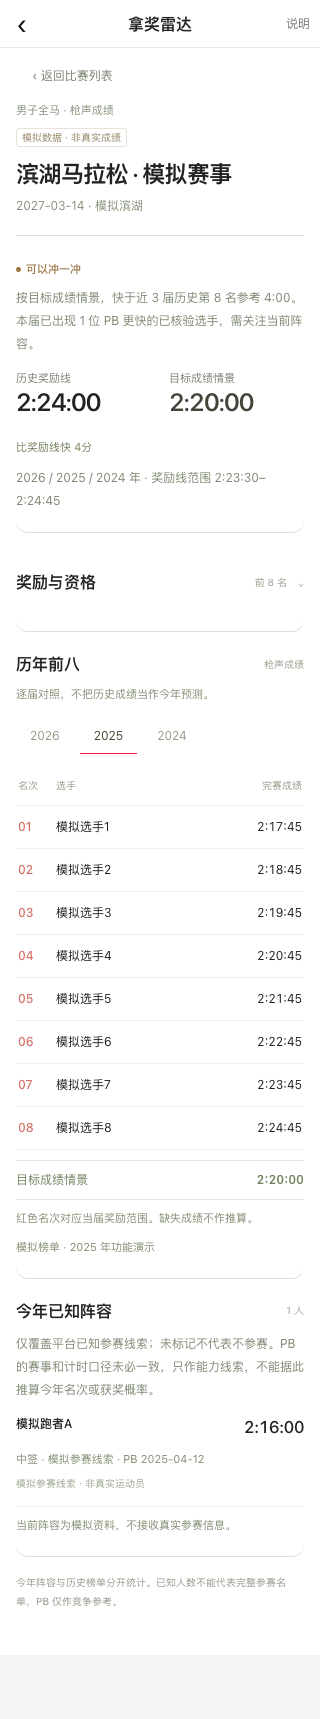 ‹ 拿奖雷达 说明
‹ 返回比赛列表
男子全马 · 枪声成绩
模拟数据 · 非真实成绩
滨湖马拉松 · 模拟赛事
2027-03-14 · 模拟滨湖
可以冲一冲
按目标成绩情景，快于近 3 届历史第 8 名参考 4:00。
本届已出现 1 位 PB 更快的已核验选手，需关注当前阵
容。
历史奖励线 目标成绩情景
2:24:00 2:20:00
比奖励线快 4分
2026 / 2025 / 2024 年 · 奖励线范围 2:23:30–
2:24:45
奖励与资格 前 8 名 ⌄
历年前八 枪声成绩
逐届对照，不把历史成绩当作今年预测。
2026 2025 2024
名次 选手 完赛成绩
01 模拟选手1 2:17:45
02 模拟选手2 2:18:45
03 模拟选手3 2:19:45
04 模拟选手4 2:20:45
05 模拟选手5 2:21:45
06 模拟选手6 2:22:45
07 模拟选手7 2:23:45
08 模拟选手8 2:24:45
目标成绩情景 2:20:00
红色名次对应当届奖励范围。缺失成绩不作推算。
模拟榜单 · 2025 年功能演示
今年已知阵容 1 人
仅覆盖平台已知参赛线索；未标记不代表不参赛。PB
的赛事和计时口径未必一致，只作能力线索，不能据此
推算今年名次或获奖概率。
模拟跑者A 2:16:00
中签 · 模拟参赛线索 · PB 2025-04-12
模拟参赛线索 · 非真实运动员
当前阵容为模拟资料，不接收真实参赛信息。
今年阵容与历史榜单分开统计。已知人数不能代表完整参赛名
单，PB 仅作竞争参考。